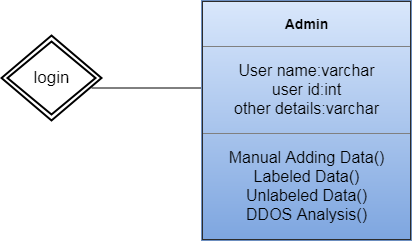 login
Admin
User name:varchar
user id:int
other details:varchar
Manual Adding Data()
Labeled Data()
Unlabeled Data()
DDOS Analysis()